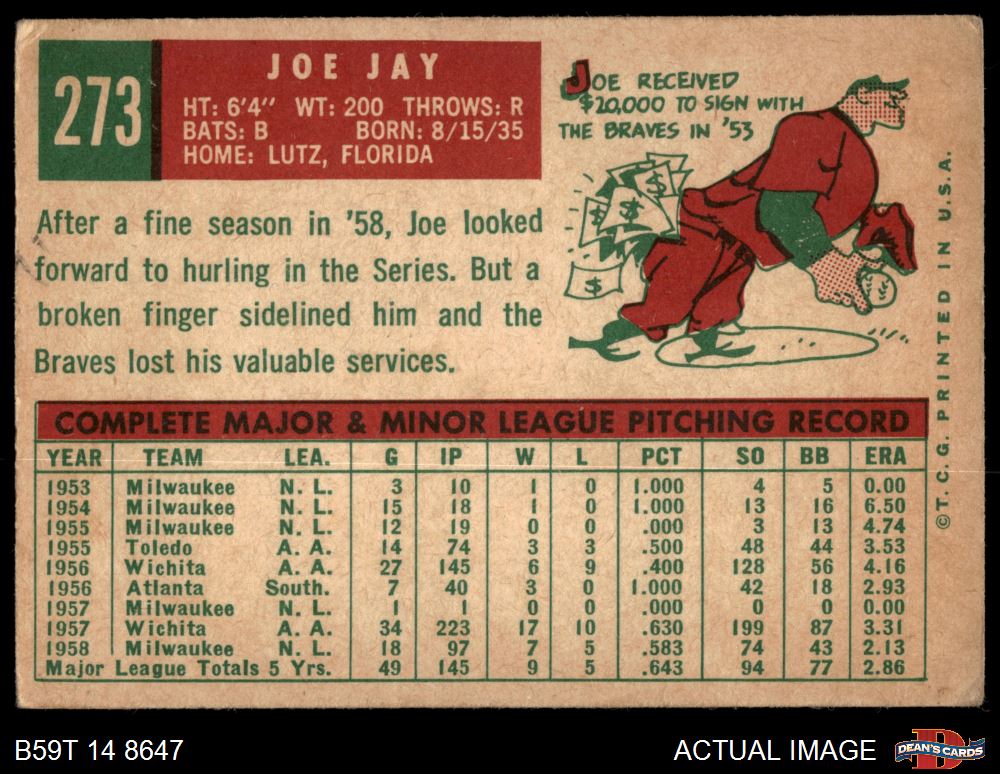 273
JOE JAY
HT: 6'4" WT: 200 THROWS: R
BATS: B BORN: 8/15/35
HOME: LUTZ, FLORIDA
JOE RECEIVED
$20,000 TO SIGN WITH
THE BRAVES IN '53
After a fine season in '58, Joe looked
forward to hurling in the Series. But a
broken finger sidelined him and the
Braves lost his valuable services.
$
$
$
$
COMPLETE MAJOR & MINOR LEAGUE PITCHING RECORD
YEAR TEAM LEA. G IP W L PCT SO BB ERA
1953 Milwaukee N. L. 3 10 1 0 1.000 4 5 0.00
1954 Milwaukee N. L. 15 18 1 0 1.000 13 16 6.50
1955 Milwaukee N. L. 12 19 0 0 .000 3 13 4.74
1955 Toledo A. A. 14 74 3 3 .500 48 44 3.53
1956 Wichita A. A. 27 145 6 9 .400 128 56 4.16
1956 Atlanta South. 7 40 3 0 1.000 42 18 2.93
1957 Milwaukee N. L. 1 1 0 0 .000 0 0 0.00
1957 Wichita A. A. 34 223 17 10 .630 199 87 3.31
1958 Milwaukee N. L. 18 97 7 5 .583 74 43 2.13
Major League Totals 5 Yrs. 49 145 9 5 .643 94 77 2.86
©T. C. G. PRINTED IN U.S.A.
B59T 14 8647
ACTUAL IMAGE
D
DEAN'S CARDS